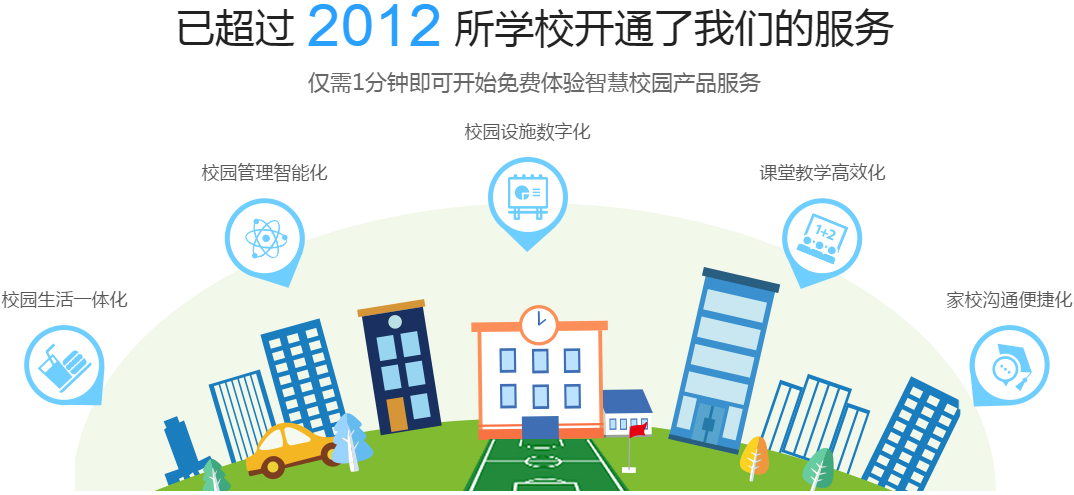 已超过 2012 所学校开通了我们的服务
仅需1分钟即可开始免费体验智慧校园产品服务
校园设施数字化
校园管理智能化
课堂教学高效化
1+2
校园生活一体化
家校沟通便捷化